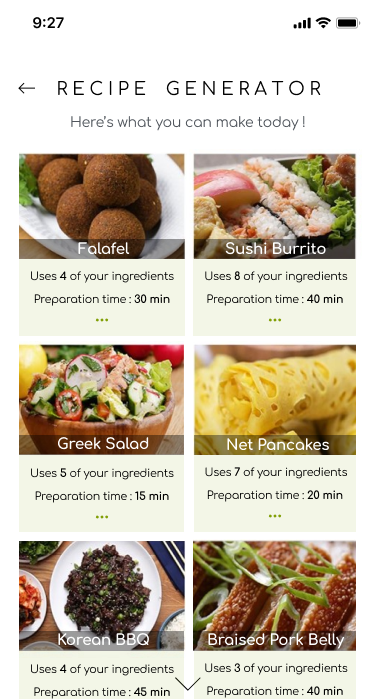 9:27
RECIPE GENERATOR
Here's what you can make today !
Falafel
Uses 4 of your ingredients
Preparation time : 30 min
Sushi Burrito
Uses 8 of your ingredients
Preparation time : 40 min
Greek Salad
Uses 5 of your ingredients
Preparation time : 15 min
Net Pancakes
Uses 7 of your ingredients
Preparation time : 20 min
Korean BBQ
Uses 4 of your ingredients
Preparation time : 45 min
Braised Pork Belly
Uses 3 of your ingredients
Preparation time : 40 min